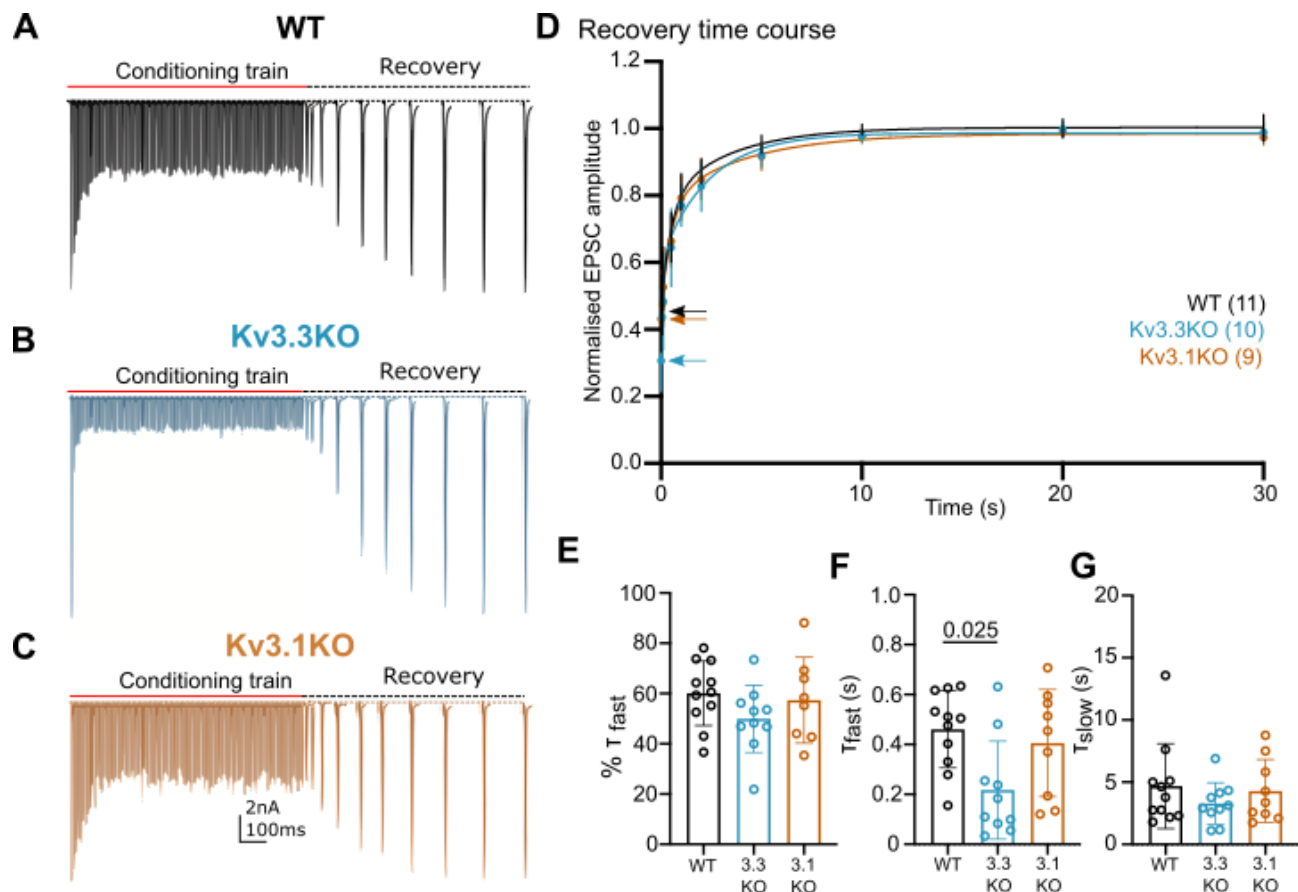 A
WT
Conditioning train
Recovery
B
Kv3.3KO
Conditioning train
Recovery
C
Kv3.1KO
Conditioning train
Recovery
2nA
100ms
D Recovery time course
Normalised EPSC amplitude
1.2
1.0
0.8
0.6
0.4
0.2
0.0
0 10 20 30
Time (s)
WT (11)
Kv3.3KO (10)
Kv3.1KO (9)
E
% τfast
100
80
60
40
20
0
WT 3.3 KO 3.1 KO
F
τfast (s)
1.0
0.8
0.6
0.4
0.2
0.0
0.025
WT 3.3 KO 3.1 KO
G
τslow (s)
20
15
10
5
0
WT 3.3 KO 3.1 KO